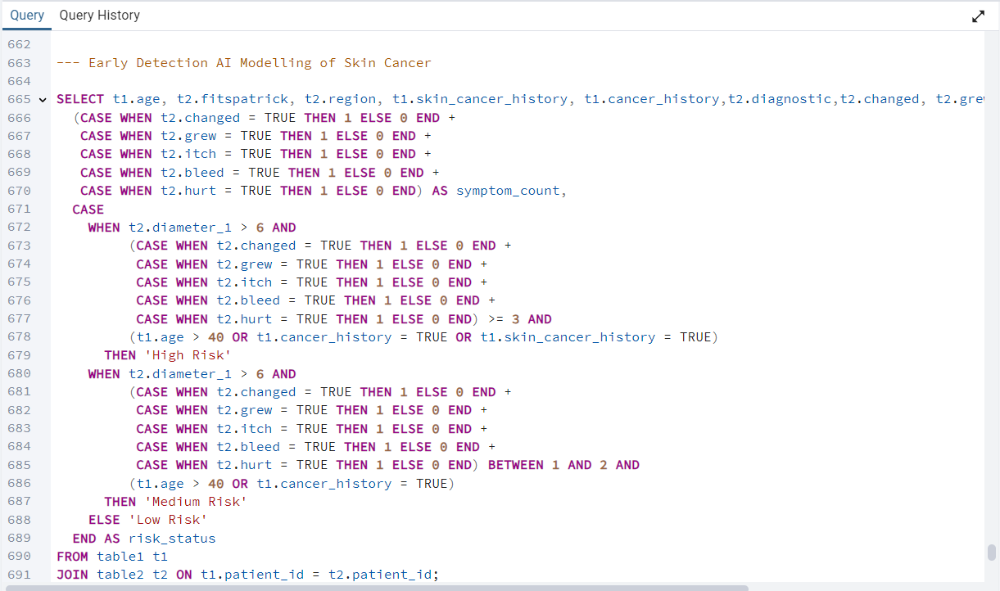 Query Query History
662
663 --- Early Detection AI Modelling of Skin Cancer
664
665 SELECT t1.age, t2.fitspatrick, t2.region, t1.skin_cancer_history, t1.cancer_history,t2.diagnostic,t2.changed, t2.grew
666 (CASE WHEN t2.changed = TRUE THEN 1 ELSE 0 END +
667 CASE WHEN t2.grew = TRUE THEN 1 ELSE 0 END +
668 CASE WHEN t2.itch = TRUE THEN 1 ELSE 0 END +
669 CASE WHEN t2.bleed = TRUE THEN 1 ELSE 0 END +
670 CASE WHEN t2.hurt = TRUE THEN 1 ELSE 0 END) AS symptom_count,
671 CASE
672 WHEN t2.diameter_1 > 6 AND
673 (CASE WHEN t2.changed = TRUE THEN 1 ELSE 0 END +
674 CASE WHEN t2.grew = TRUE THEN 1 ELSE 0 END +
675 CASE WHEN t2.itch = TRUE THEN 1 ELSE 0 END +
676 CASE WHEN t2.bleed = TRUE THEN 1 ELSE 0 END +
677 CASE WHEN t2.hurt = TRUE THEN 1 ELSE 0 END) >= 3 AND
678 (t1.age > 40 OR t1.cancer_history = TRUE OR t1.skin_cancer_history = TRUE)
679 THEN 'High Risk'
680 WHEN t2.diameter_1 > 6 AND
681 (CASE WHEN t2.changed = TRUE THEN 1 ELSE 0 END +
682 CASE WHEN t2.grew = TRUE THEN 1 ELSE 0 END +
683 CASE WHEN t2.itch = TRUE THEN 1 ELSE 0 END +
684 CASE WHEN t2.bleed = TRUE THEN 1 ELSE 0 END +
685 CASE WHEN t2.hurt = TRUE THEN 1 ELSE 0 END) BETWEEN 1 AND 2 AND
686 (t1.age > 40 OR t1.cancer_history = TRUE)
687 THEN 'Medium Risk'
688 ELSE 'Low Risk'
689 END AS risk_status
690 FROM table1 t1
691 JOIN table2 t2 ON t1.patient_id = t2.patient_id;